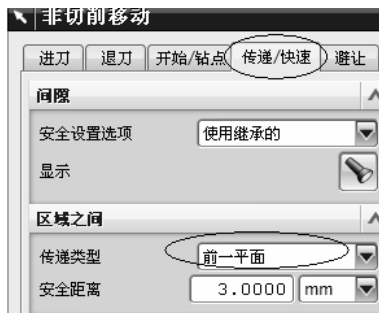 非切削移动
进刀 退刀 开始/钻点 传递/快速 避让
间隙
安全设置选项 使用继承的
显示
区域之间
传递类型 前一平面
安全距离 3.0000 mm